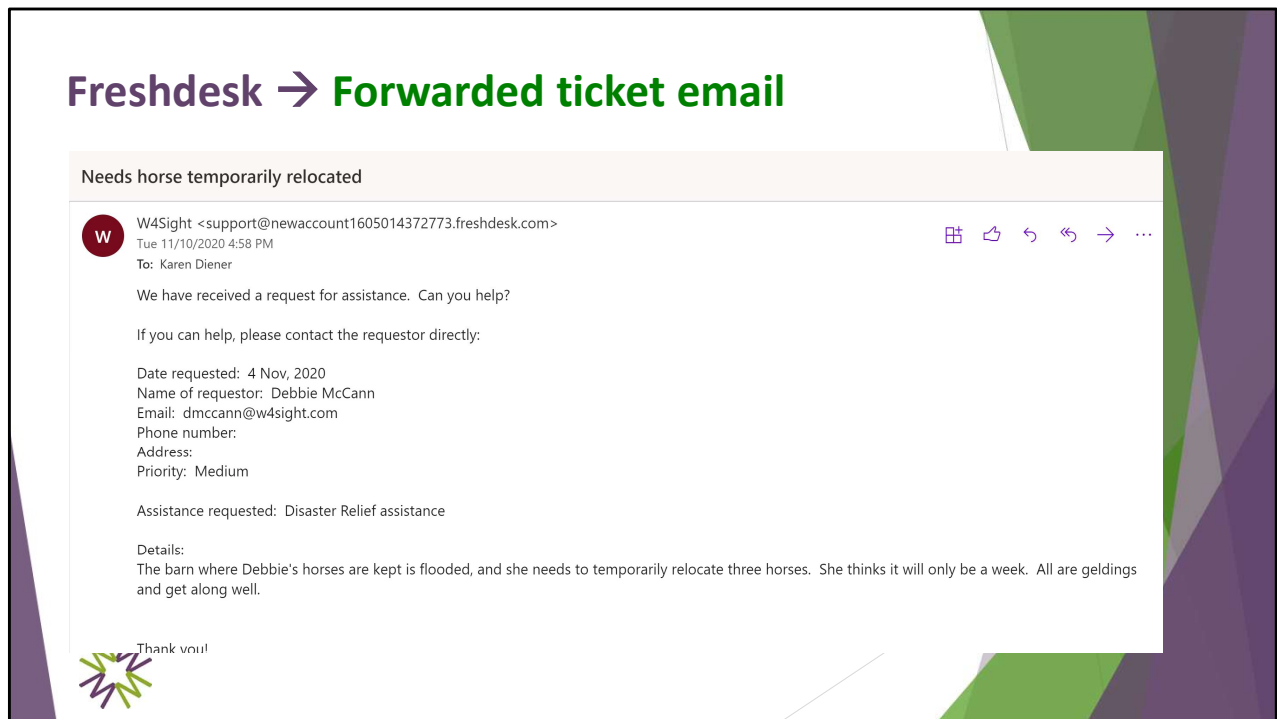 Freshdesk → Forwarded ticket email
Needs horse temporarily relocated
W
W4Sight <support@newaccount1605014372773.freshdesk.com>
Tue 11/10/2020 4:58 PM
To: Karen Diener
We have received a request for assistance.  Can you help?
If you can help, please contact the requestor directly:
Date requested:  4 Nov, 2020
Name of requestor:  Debbie McCann
Email:  dmccann@w4sight.com
Phone number:
Address:
Priority:  Medium
Assistance requested:  Disaster Relief assistance
Details:
The barn where Debbie's horses are kept is flooded, and she needs to temporarily relocate three horses.  She thinks it will only be a week.  All are geldings
and get along well.
Thank you!